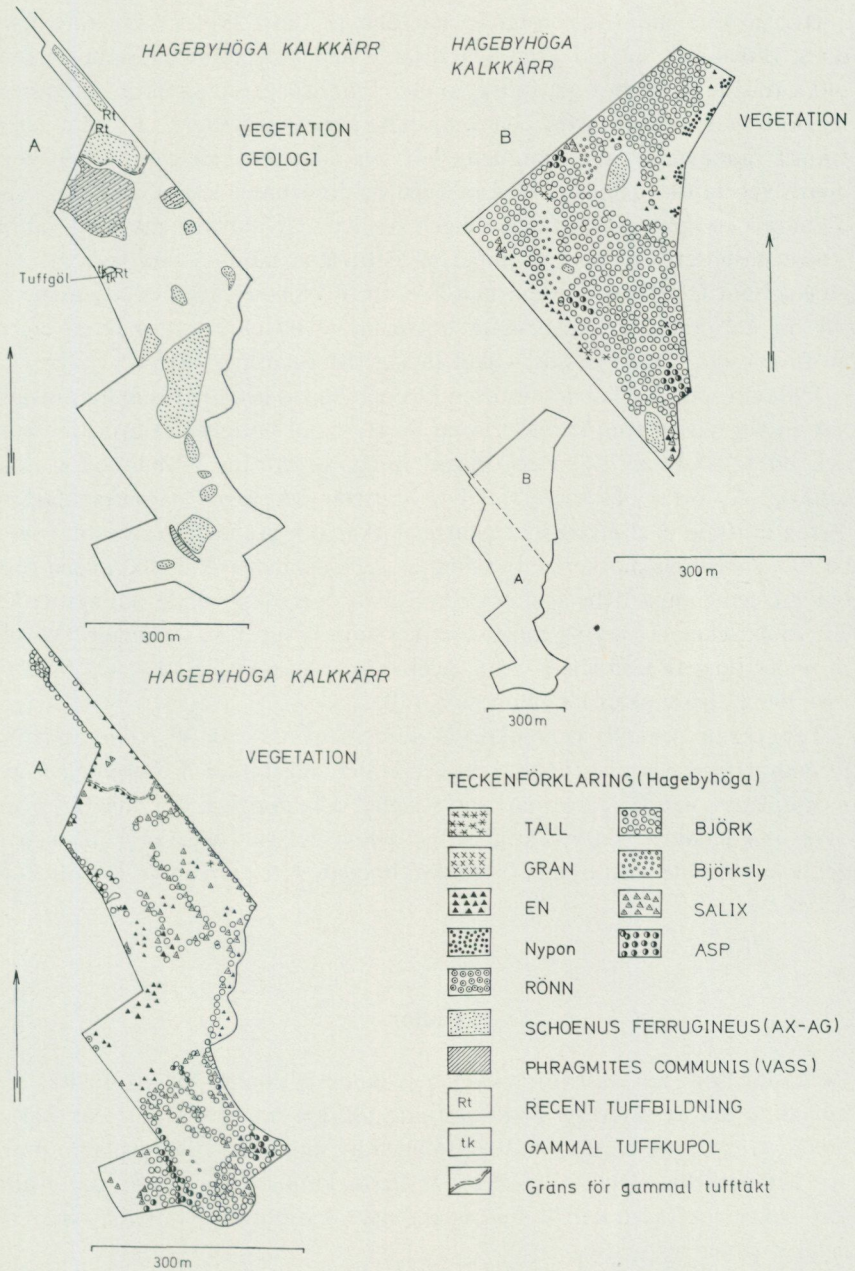 HAGEBYHÖGA KALKKÄRR
A
VEGETATION
GEOLOGI
Rt
Rt
Tuffgöl
tk
Rt
tk
N
300 m
HAGEBYHÖGA
KALKKÄRR
B
VEGETATION
N
300 m
B
A
300 m
HAGEBYHÖGA KALKKÄRR
A
VEGETATION
N
300 m
TECKENFÖRKLARING (Hagebyhöga)
TALL
GRAN
EN
Nypon
RÖNN
BJÖRK
Björksly
SALIX
ASP
SCHOENUS FERRUGINEUS (AX-AG)
PHRAGMITES COMMUNIS (VASS)
Rt RECENT TUFFBILDNING
tk GAMMAL TUFFKUPOL
Gräns för gammal tufftäkt